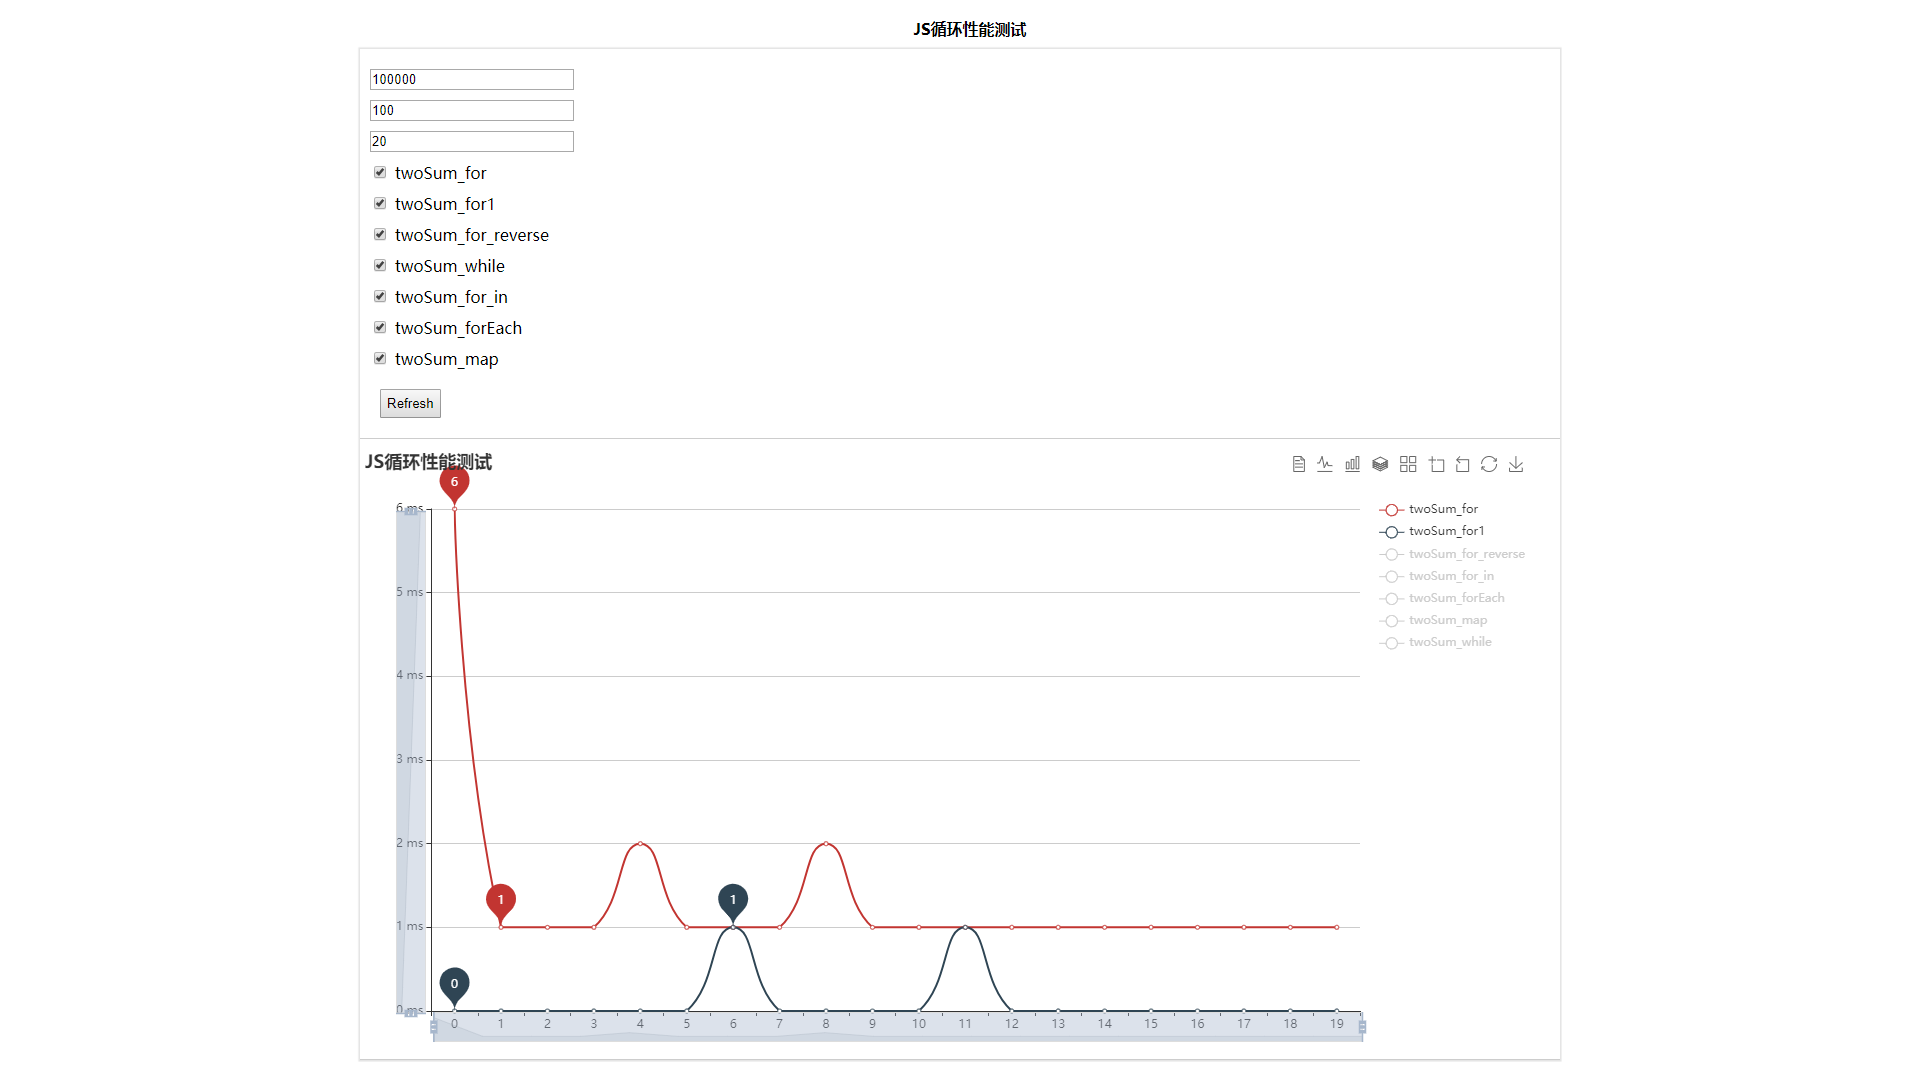 JS循环性能测试
100000
100
20
twoSum_for
twoSum_for1
twoSum_for_reverse
twoSum_while
twoSum_for_in
twoSum_forEach
twoSum_map
Refresh
JS循环性能测试
6
6 ms
5 ms
4 ms
3 ms
2 ms
1 ms
0 ms
1
1
0
0 1 2 3 4 5 6 7 8 9 10 11 12 13 14 15 16 17 18 19
twoSum_for
twoSum_for1
twoSum_for_reverse
twoSum_for_in
twoSum_forEach
twoSum_map
twoSum_while